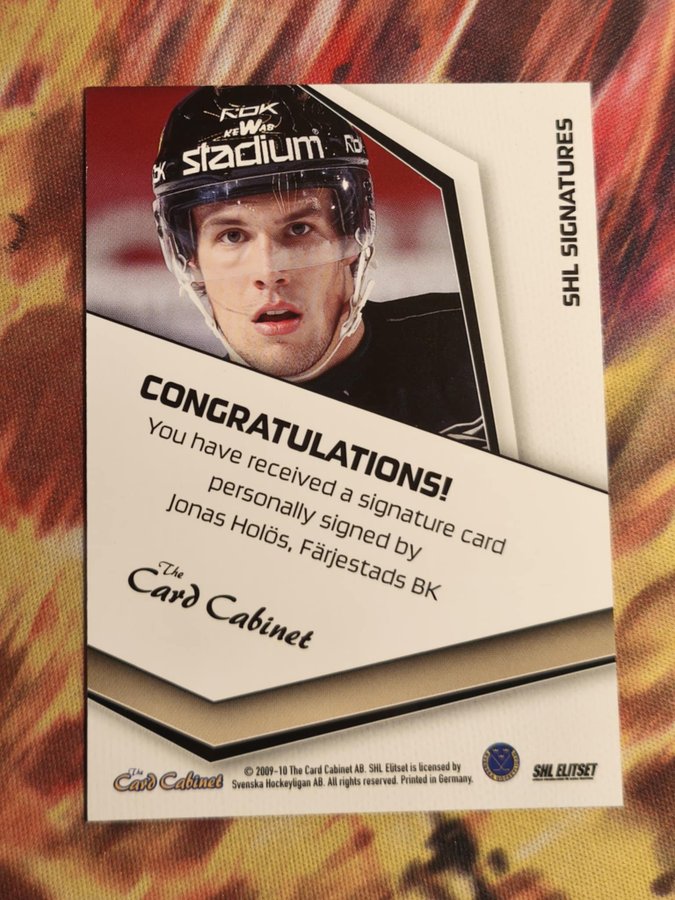 RbK
KEWAB
stadium
RbK
SHL SIGNATURES
CONGRATULATIONS!
You have received a signature card
personally signed by
Jonas Holös, Färjestads BK
The
Card Cabinet
The
Card Cabinet
© 2009-10 The Card Cabinet AB. SHL Elitset is licensed by
Svenska Hockeyligan AB. All rights reserved. Printed in Germany.
SHL ELITSET